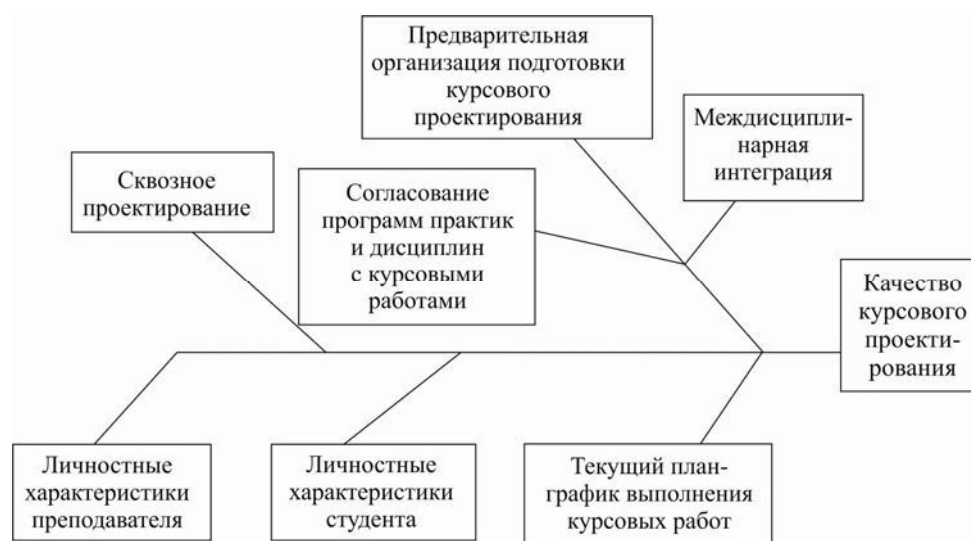 Предварительная
организация подготовки
курсового
проектирования
Междисципли-
нарная
интеграция
Сквозное
проектирование
Согласование
программ практик
и дисциплин
с курсовыми
работами
Качество
курсового
проекти-
рования
Личностные
характеристики
преподавателя
Личностные
характеристики
студента
Текущий план-
график выполнения
курсовых работ